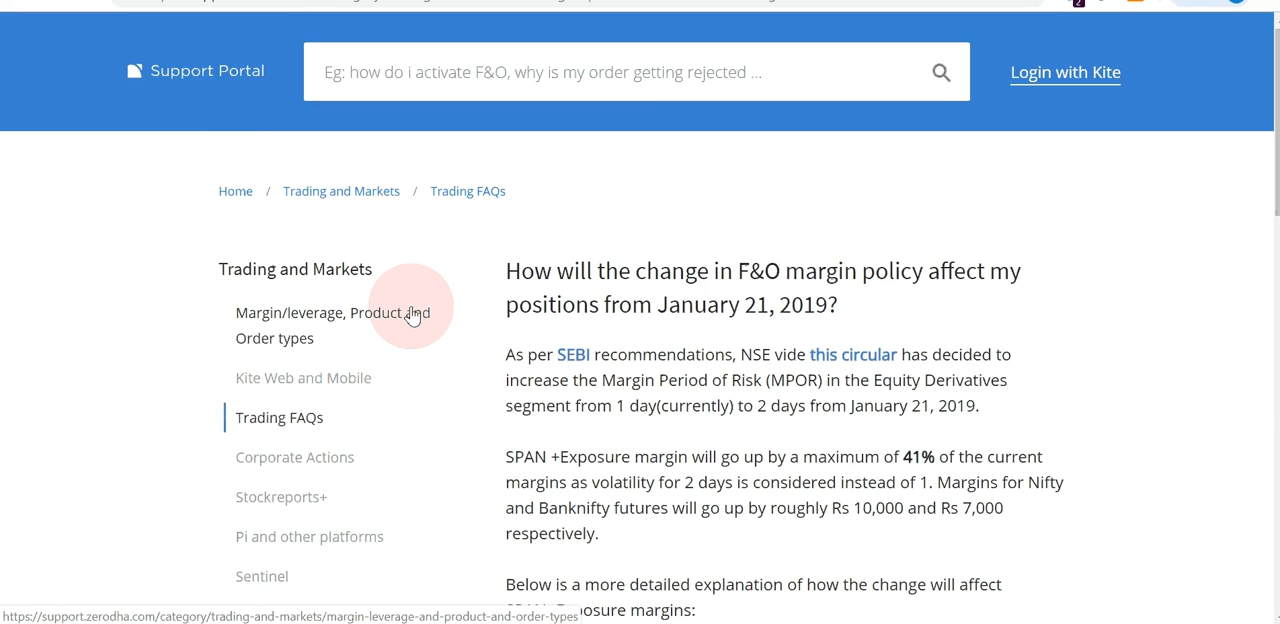 2
Support Portal
Eg: how do i activate F&O, why is my order getting rejected ...
Login with Kite
Home / Trading and Markets / Trading FAQs
Trading and Markets
Margin/leverage, Product and
Order types
Kite Web and Mobile
Trading FAQs
Corporate Actions
Stockreports+
Pi and other platforms
Sentinel
How will the change in F&O margin policy affect my
positions from January 21, 2019?
As per SEBI recommendations, NSE vide this circular has decided to
increase the Margin Period of Risk (MPOR) in the Equity Derivatives
segment from 1 day(currently) to 2 days from January 21, 2019.
SPAN +Exposure margin will go up by a maximum of 41% of the current
margins as volatility for 2 days is considered instead of 1. Margins for Nifty
and Banknifty futures will go up by roughly Rs 10,000 and Rs 7,000
respectively.
Below is a more detailed explanation of how the change will affect
osure margins:
https://support.zerodha.com/category/trading-and-markets/margin-leverage-and-product-and-order-types